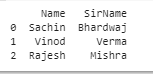 Name SirName
0 Sachin Bhardwaj
1 Vinod Verma
2 Rajesh Mishra